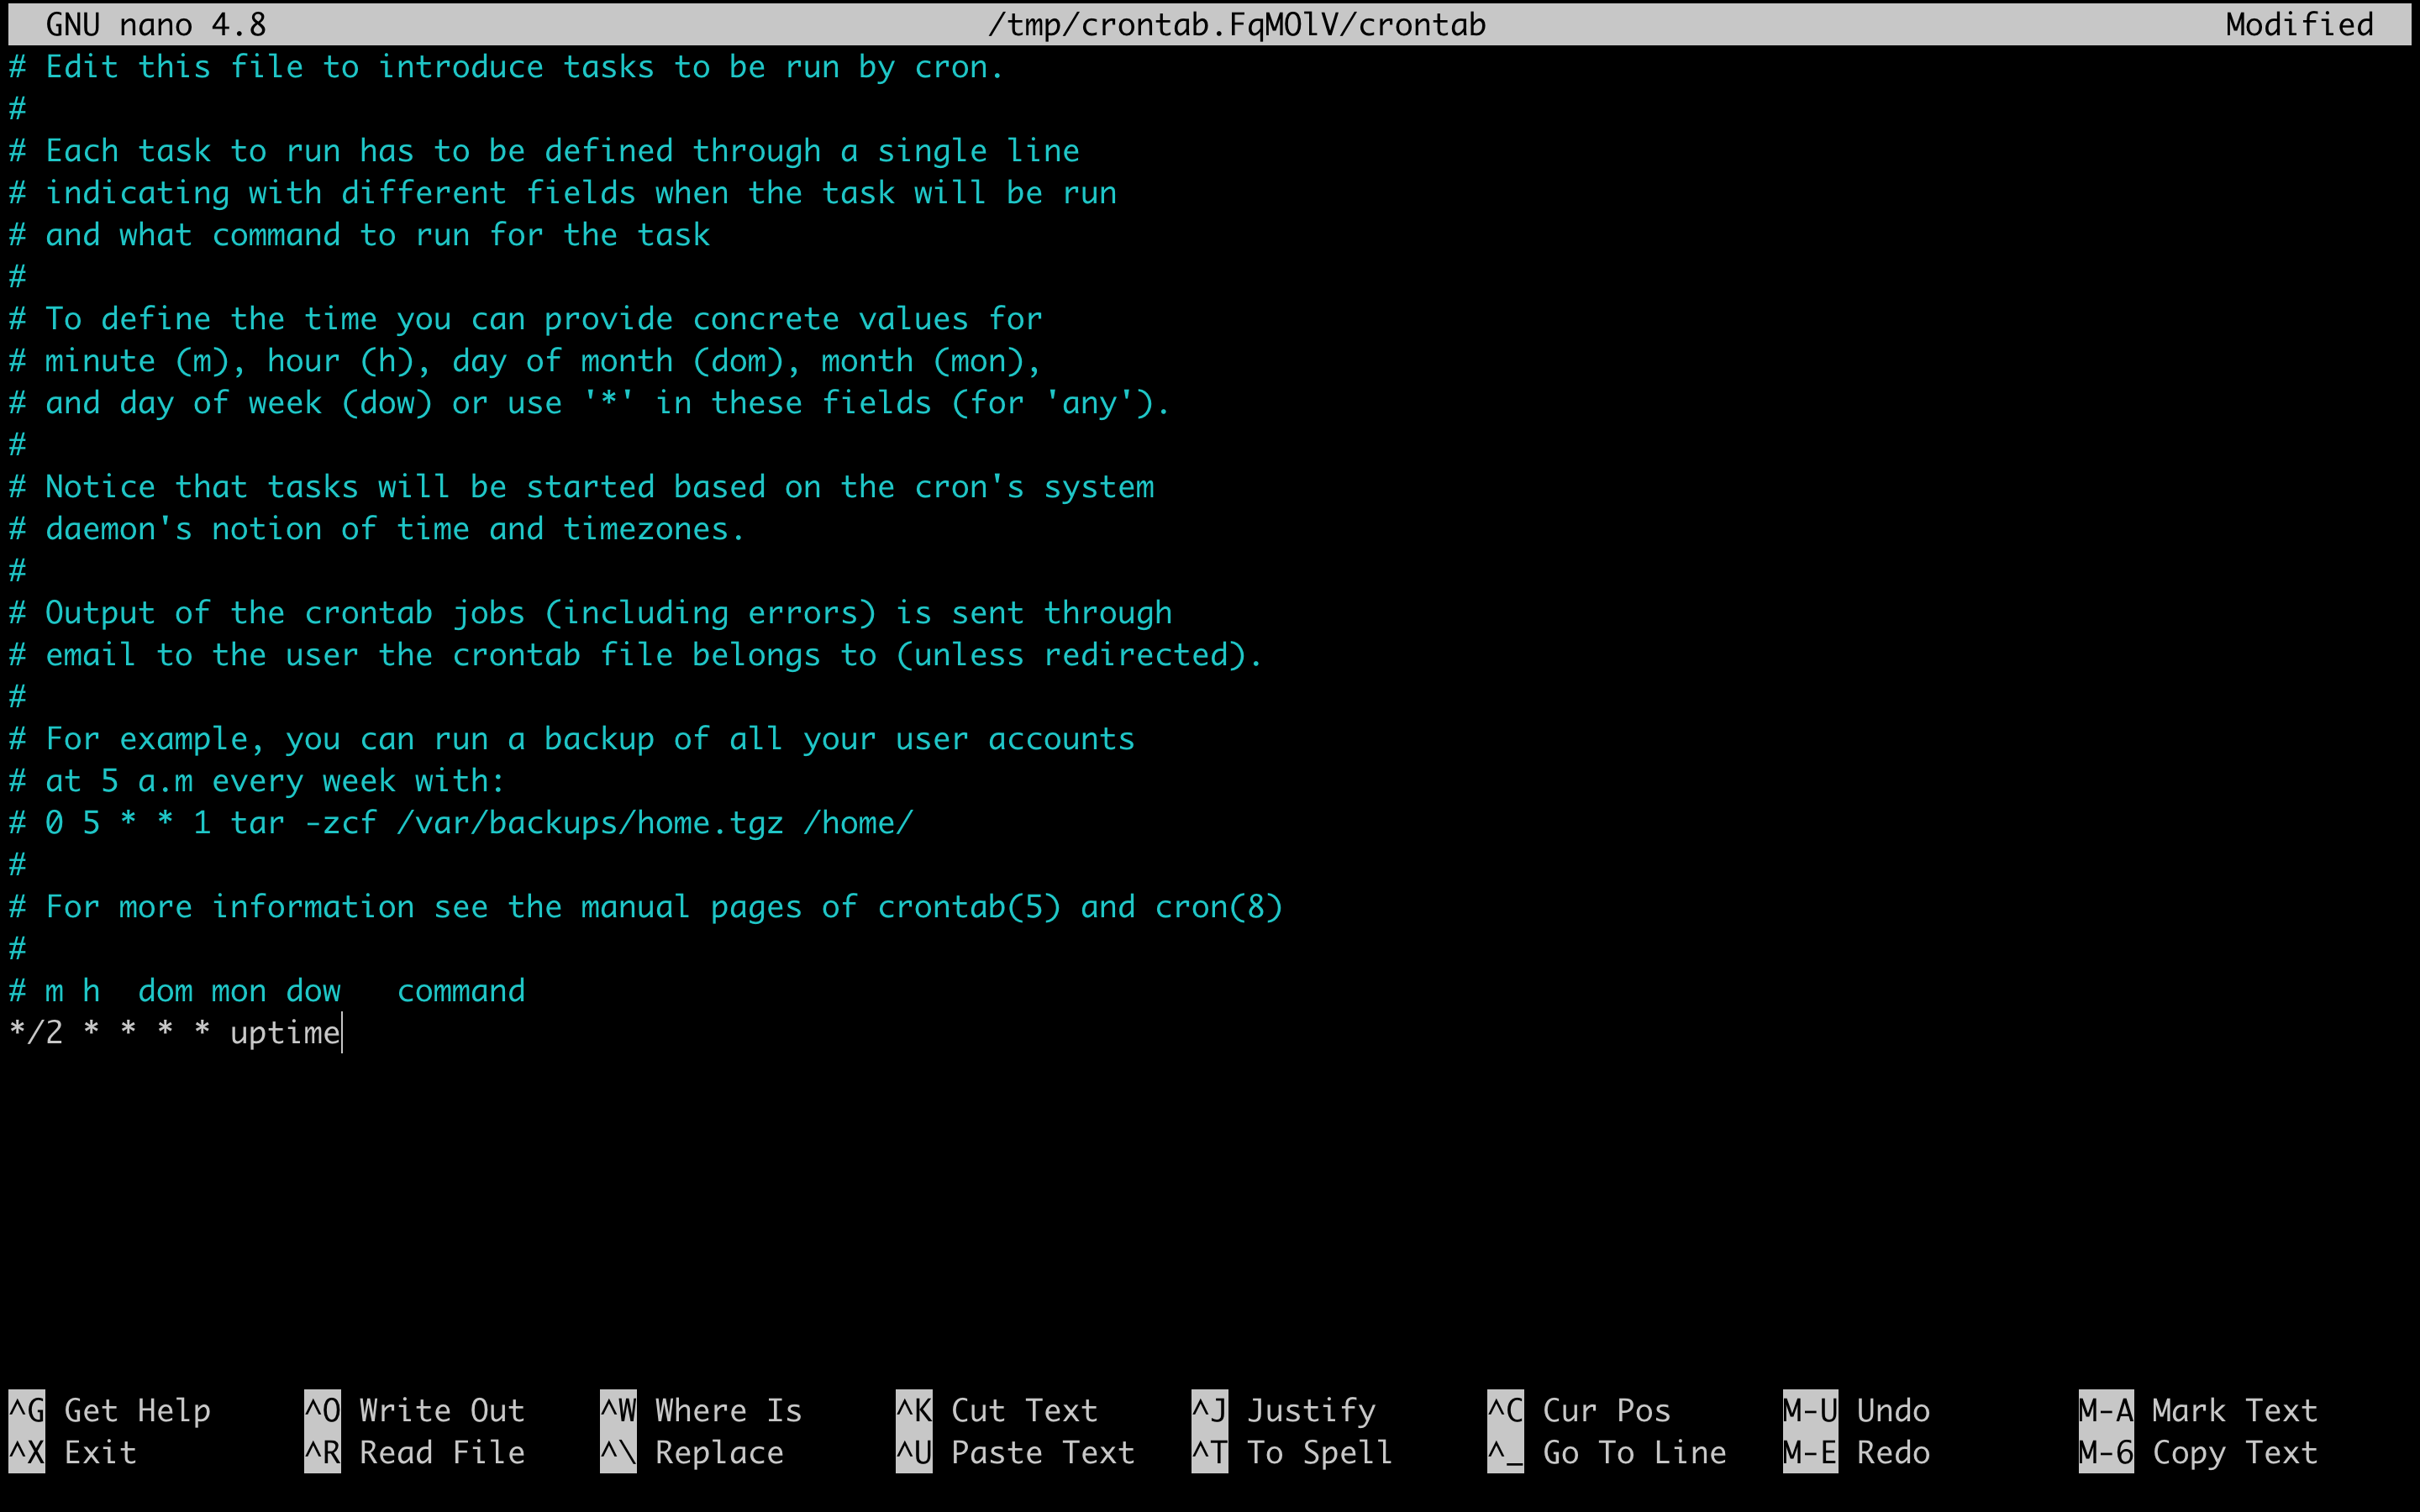 GNU nano 4.8 /tmp/crontab.FqMOlV/crontab Modified
# Edit this file to introduce tasks to be run by cron.
#
# Each task to run has to be defined through a single line
# indicating with different fields when the task will be run
# and what command to run for the task
#
# To define the time you can provide concrete values for
# minute (m), hour (h), day of month (dom), month (mon),
# and day of week (dow) or use '*' in these fields (for 'any').
#
# Notice that tasks will be started based on the cron's system
# daemon's notion of time and timezones.
#
# Output of the crontab jobs (including errors) is sent through
# email to the user the crontab file belongs to (unless redirected).
#
# For example, you can run a backup of all your user accounts
# at 5 a.m every week with:
# 0 5 * * 1 tar -zcf /var/backups/home.tgz /home/
#
# For more information see the manual pages of crontab(5) and cron(8)
#
# m h  dom mon dow   command
*/2 * * * * uptime
^G Get Help ^O Write Out ^W Where Is ^K Cut Text ^J Justify ^C Cur Pos M-U Undo M-A Mark Text
^X Exit ^R Read File ^\ Replace ^U Paste Text ^T To Spell ^_ Go To Line M-E Redo M-6 Copy Text